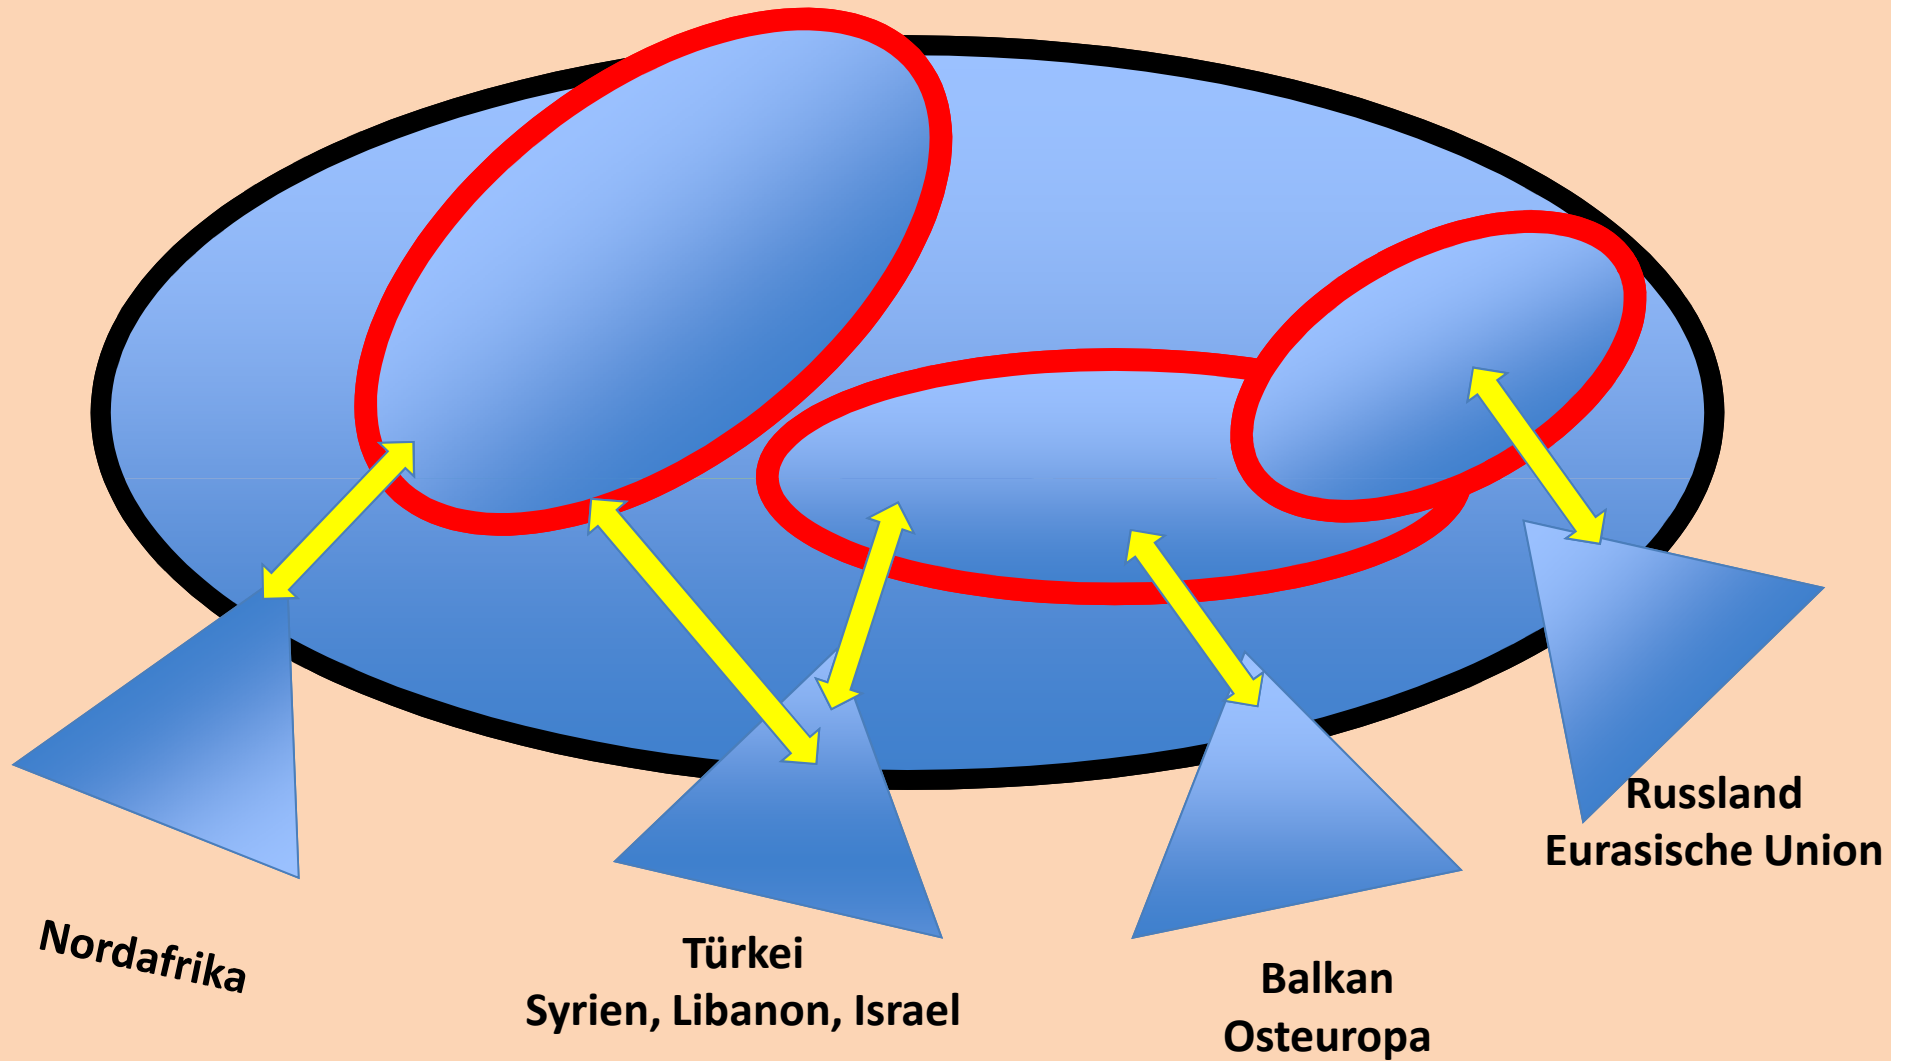 Nordafrika
Türkei
Syrien, Libanon, Israel
Balkan
Osteuropa
Russland
Eurasische Union